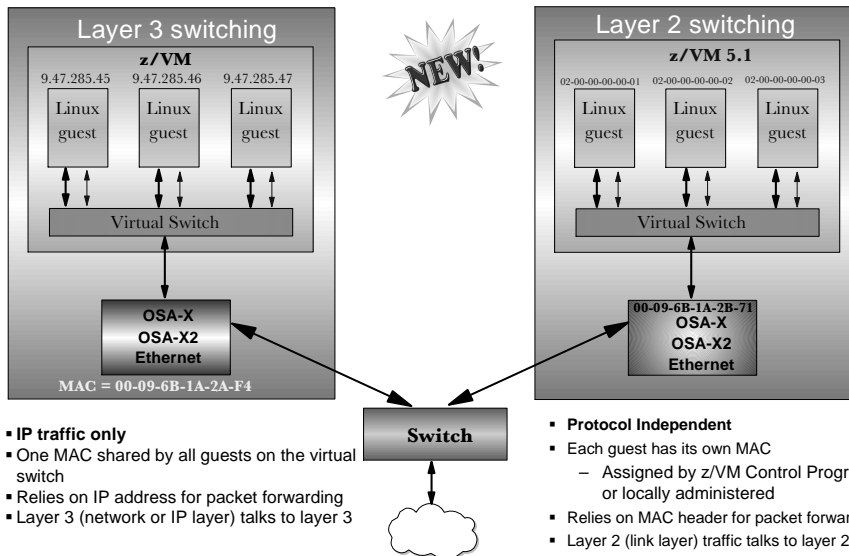 Layer 3 switching
z/VM
9.47.285.45 9.47.285.46 9.47.285.47
Linux guest
Linux guest
Linux guest
Virtual Switch
OSA-X
OSA-X2
Ethernet
MAC = 00-09-6B-1A-2A-F4
NEW!
Layer 2 switching
z/VM 5.1
02-00-00-00-00-01 02-00-00-00-00-02 02-00-00-00-00-03
Linux guest
Linux guest
Linux guest
Virtual Switch
00-09-6B-1A-2B-71
OSA-X
OSA-X2
Ethernet
Switch
▪ IP traffic only
▪ One MAC shared by all guests on the virtual
switch
▪ Relies on IP address for packet forwarding
▪ Layer 3 (network or IP layer) talks to layer 3
▪ Protocol Independent
▪ Each guest has its own MAC
– Assigned by z/VM Control Progr
or locally administered
▪ Relies on MAC header for packet forwar
▪ Layer 2 (link layer) traffic talks to layer 2